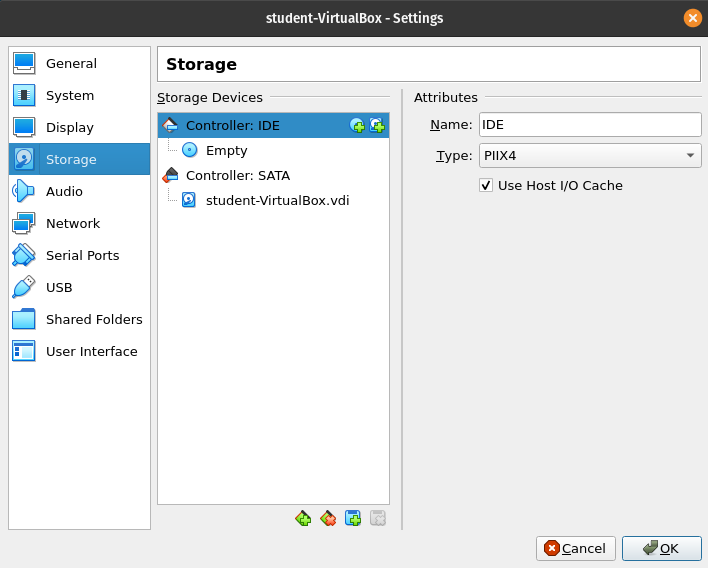 student-VirtualBox - Settings
General
System
Display
Storage
Audio
Network
Serial Ports
USB
Shared Folders
User Interface
Storage
Storage Devices
Controller: IDE
Empty
Controller: SATA
student-VirtualBox.vdi
Attributes
Name: IDE
Type: PIIX4
Use Host I/O Cache
Cancel
OK